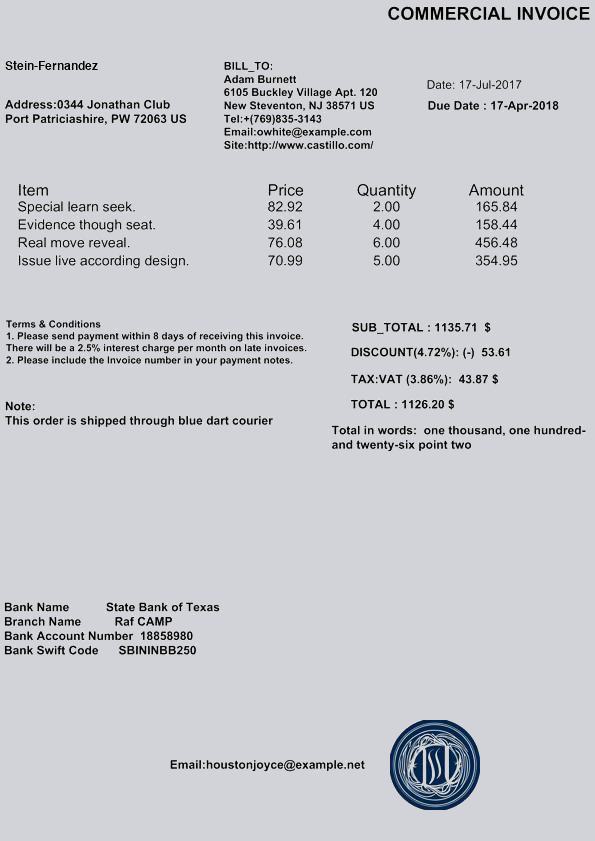 COMMERCIAL INVOICE
Stein-Fernandez
Address:0344 Jonathan Club
Port Patriciashire, PW 72063 US
BILL_TO:
Adam Burnett
6105 Buckley Village Apt. 120
New Steventon, NJ 38571 US
Tel:+(769)835-3143
Email:owhite@example.com
Site:http://www.castillo.com/
Date: 17-Jul-2017
Due Date : 17-Apr-2018
Item Price Quantity Amount
Special learn seek. 82.92 2.00 165.84
Evidence though seat. 39.61 4.00 158.44
Real move reveal. 76.08 6.00 456.48
Issue live according design. 70.99 5.00 354.95
Terms & Conditions
1. Please send payment within 8 days of receiving this invoice.
There will be a 2.5% interest charge per month on late invoices.
2. Please include the Invoice number in your payment notes.
SUB_TOTAL : 1135.71 $
DISCOUNT(4.72%): (-) 53.61
TAX:VAT (3.86%): 43.87 $
TOTAL : 1126.20 $
Total in words: one thousand, one hundred-
and twenty-six point two
Note:
This order is shipped through blue dart courier
Bank Name State Bank of Texas
Branch Name Raf CAMP
Bank Account Number 18858980
Bank Swift Code SBININBB250
Email:houstonjoyce@example.net